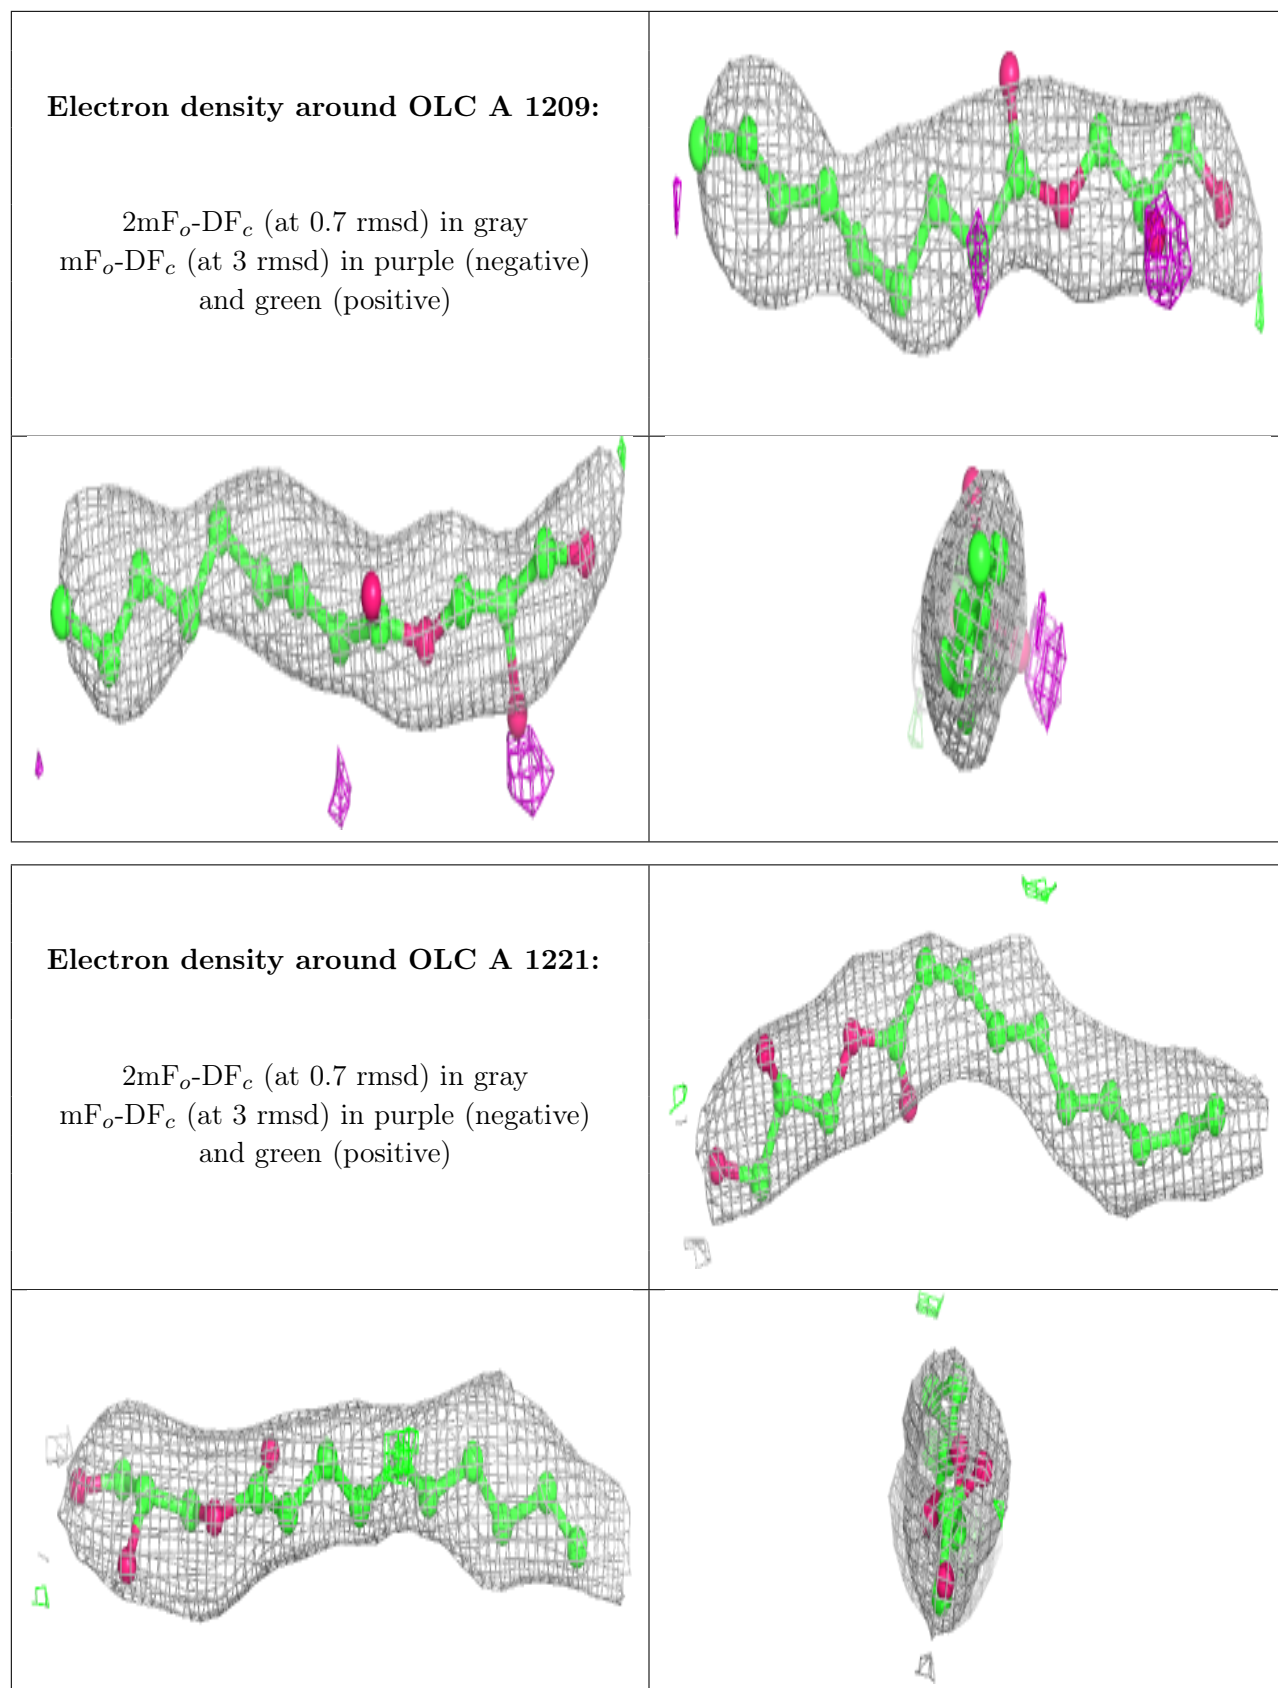 Electron density around OLC A 1209:
2mFo-DFc (at 0.7 rmsd) in gray
mFo-DFc (at 3 rmsd) in purple (negative)
and green (positive)
Electron density around OLC A 1221:
2mFo-DFc (at 0.7 rmsd) in gray
mFo-DFc (at 3 rmsd) in purple (negative)
and green (positive)